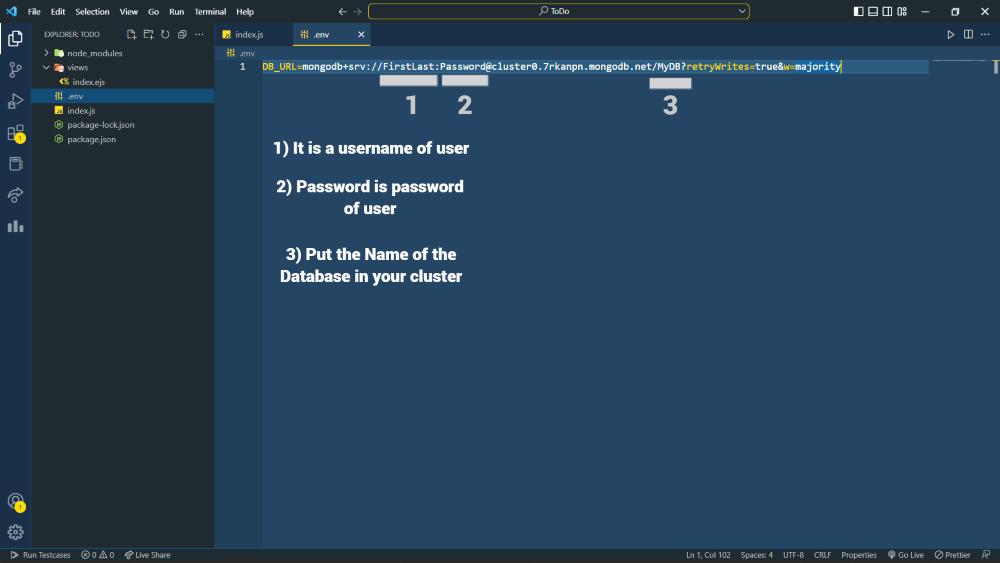 File Edit Selection View Go Run Terminal Help
ToDo
EXPLORER: TODO
node_modules
views
index.ejs
.env
index.js
package-lock.json
package.json
index.js
.env
.env
1 DB_URL=mongodb+srv://FirstLast:Password@cluster0.7rkanpn.mongodb.net/MyDB?retryWrites=true&w=majority
1 2 3
1) It is a username of user
2) Password is password
of user
3) Put the Name of the
Database in your cluster
1
1
Run Testcases 0 0 Live Share
Ln 1, Col 102 Spaces: 4 UTF-8 CRLF Properties Go Live Prettier